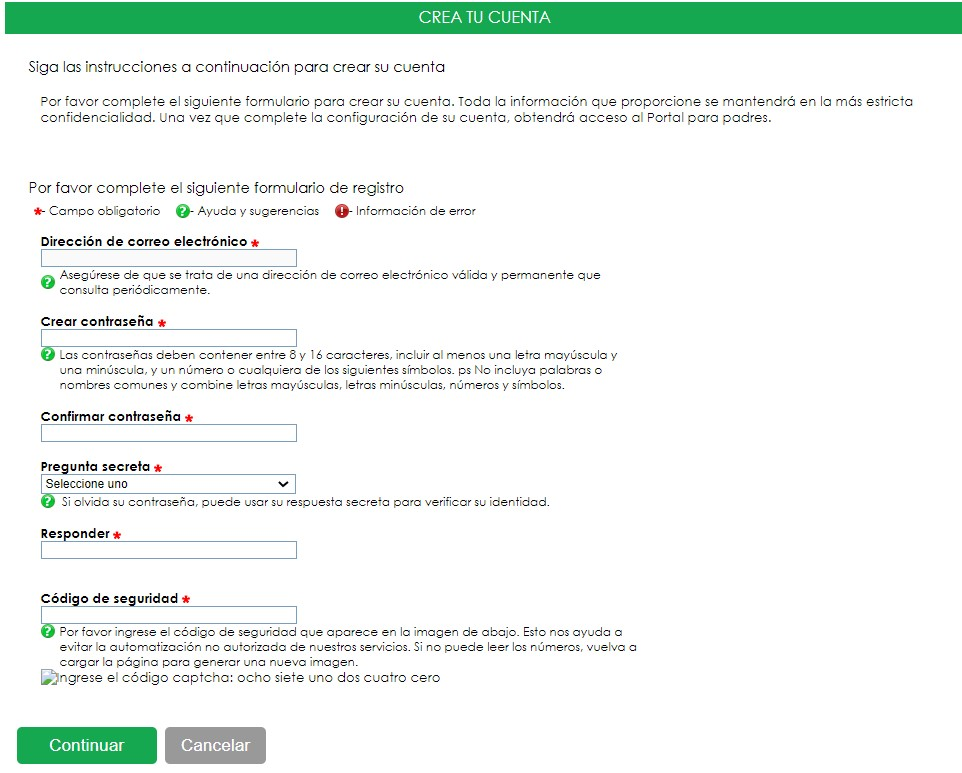 CREA TU CUENTA
Siga las instrucciones a continuación para crear su cuenta
Por favor complete el siguiente formulario para crear su cuenta. Toda la información que proporcione se mantendrá en la más estricta
confidencialidad. Una vez que complete la configuración de su cuenta, obtendrá acceso al Portal para padres.
Por favor complete el siguiente formulario de registro
*- Campo obligatorio ?- Ayuda y sugerencias !- Información de error
Dirección de correo electrónico *
? Asegúrese de que se trata de una dirección de correo electrónico válida y permanente que
consulta periódicamente.
Crear contraseña *
? Las contraseñas deben contener entre 8 y 16 caracteres, incluir al menos una letra mayúscula y
una minúscula, y un número o cualquiera de los siguientes símbolos. ps No incluya palabras o
nombres comunes y combine letras mayúsculas, letras minúsculas, números y símbolos.
Confirmar contraseña *
Pregunta secreta *
Seleccione uno
? Si olvida su contraseña, puede usar su respuesta secreta para verificar su identidad.
Responder *
Código de seguridad *
? Por favor ingrese el código de seguridad que aparece en la imagen de abajo. Esto nos ayuda a
evitar la automatización no autorizada de nuestros servicios. Si no puede leer los números, vuelva a
cargar la página para generar una nueva imagen.
Ingrese el código captcha: ocho siete uno dos cuatro cero
Continuar Cancelar